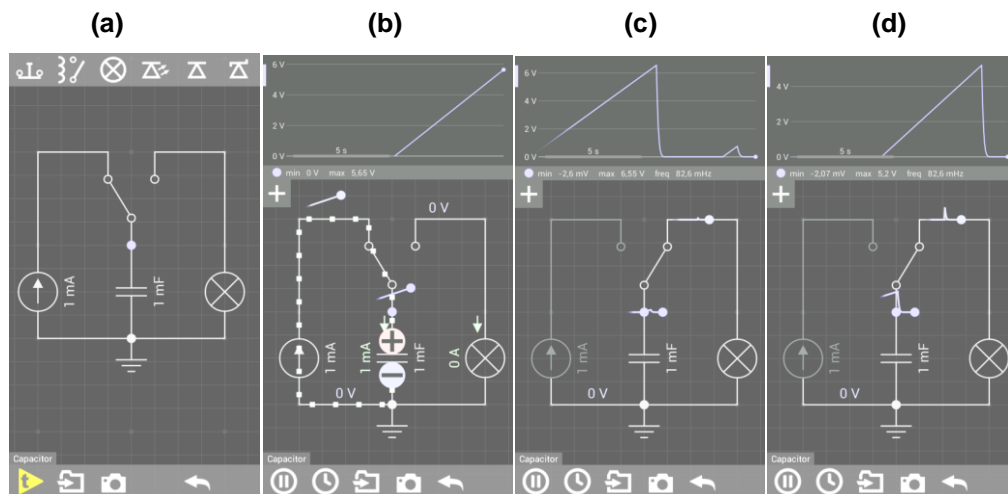 (a)
(b)
(c)
(d)
1 mA
1 mF
Capacitor
t
6 V
4 V
2 V
0 V
5 s
min 0 V max 5,65 V
0 V
1 mA
1 mA
1 mF
0 A
0 V
Capacitor
6 V
4 V
2 V
0 V
5 s
min -2,6 mV max 6,55 V freq 82,6 mHz
1 mA
1 mF
0 V
Capacitor
4 V
2 V
0 V
5 s
min -2,07 mV max 5,2 V freq 82,6 mHz
1 mA
1 mF
0 V
Capacitor